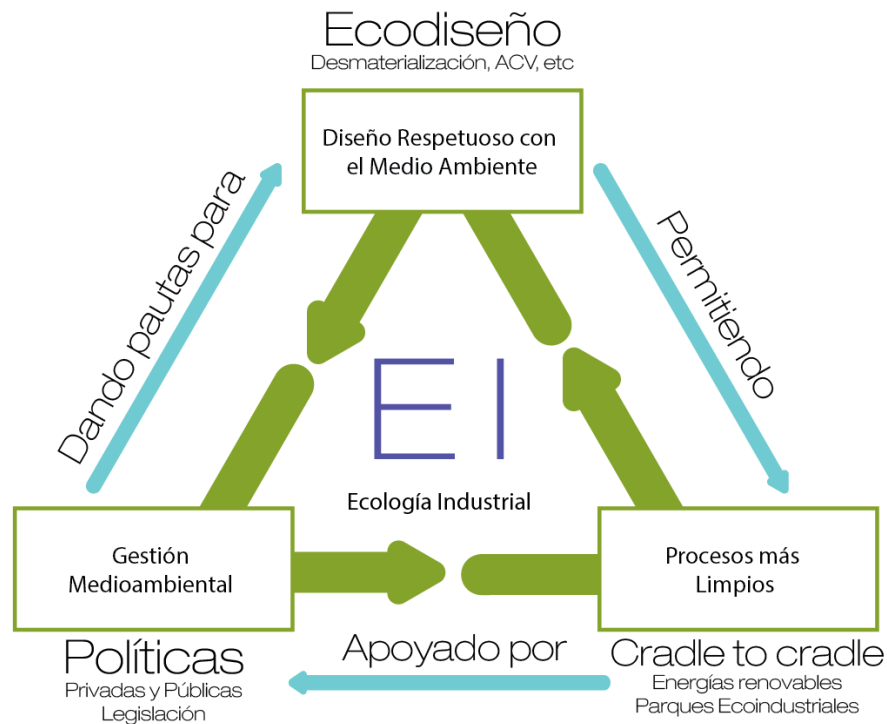 Ecodiseño
Desmaterialización, ACV, etc
Diseño Respetuoso con
el Medio Ambiente
Dando pautas para
Permitiendo
EI
Ecología Industrial
Gestión
Medioambiental
Procesos más
Limpios
Políticas
Privadas y Públicas
Legislación
Apoyado por
Cradle to cradle
Energías renovables
Parques Ecoindustriales